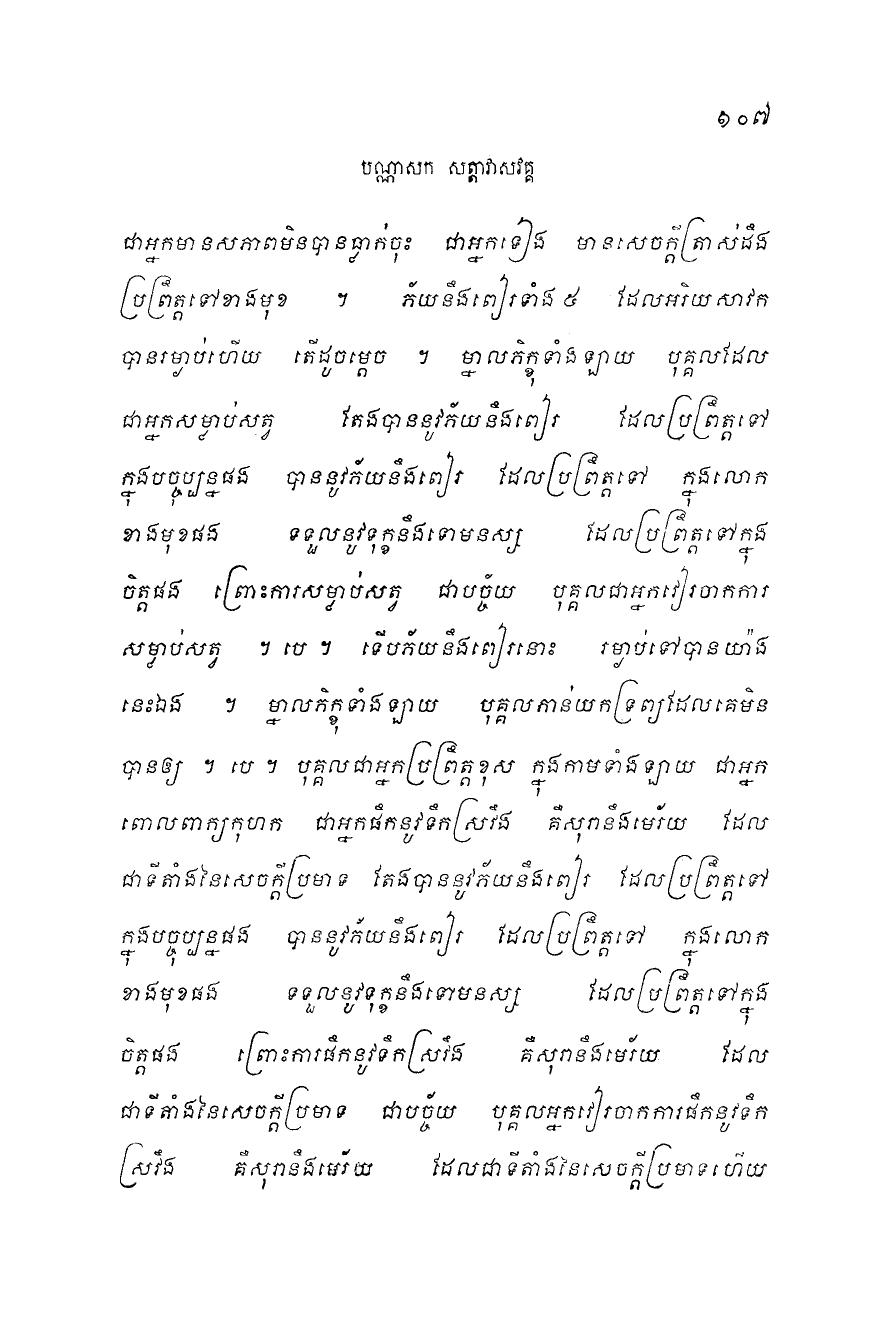 ១០៧
បណ្ណាសក សត្តាវាសវគ្គ
ជាអ្នកមានសភាពមិនបានធ្លាក់ចុះ ជាអ្នកទៀង មានសេចក្តីត្រាស់ដឹង
ប្រព្រឹត្តទៅខាងមុខ ។ ភ័យនឹងពៀរទាំង ៥ ដែលអរិយសាវក
បានរម្ងាប់ហើយ តើដូចម្តេច ។ ម្នាលភិក្ខុទាំងឡាយ បុគ្គលដែល
ជាអ្នកសម្លាប់សត្វ តែងបាននូវភ័យនឹងពៀរ ដែលប្រព្រឹត្តទៅ
ក្នុងបច្ចុប្បន្នផង បាននូវភ័យនឹងពៀរ ដែលប្រព្រឹត្តទៅ ក្នុងលោក
ខាងមុខផង ទទួលនូវទុក្ខនឹងទោមនស្ស ដែលប្រព្រឹត្តទៅក្នុង
ចិត្តផង ព្រោះការសម្លាប់សត្វ ជាបច្ច័យ បុគ្គលជាអ្នកវៀរចាកការ
សម្លាប់សត្វ ។ បេ ។ ទើបភ័យនឹងពៀរនោះ រម្ងាប់ទៅបានយ៉ាង
នេះឯង ។ ម្នាលភិក្ខុទាំងឡាយ បុគ្គលកាន់យកទ្រព្យដែលគេមិន
បានឲ្យ ។ បេ ។ បុគ្គលជាអ្នកប្រព្រឹត្តខុស ក្នុងកាមទាំងឡាយ ជាអ្នក
ពោលពាក្យកុហក ជាអ្នកផឹកនូវទឹកស្រវឹង គឺសុរានឹងមេរ័យ ដែល
ជាទីតាំងនៃសេចក្តីប្រមាទ តែងបាននូវភ័យនឹងពៀរ ដែលប្រព្រឹត្តទៅ
ក្នុងបច្ចុប្បន្នផង បាននូវភ័យនឹងពៀរ ដែលប្រព្រឹត្តទៅ ក្នុងលោក
ខាងមុខផង ទទួលនូវទុក្ខនឹងទោមនស្ស ដែលប្រព្រឹត្តទៅក្នុង
ចិត្តផង ព្រោះការផឹកនូវទឹកស្រវឹង គឺសុរានឹងមេរ័យ ដែល
ជាទីតាំងនៃសេចក្តីប្រមាទ ជាបច្ច័យ បុគ្គលអ្នកវៀរចាកការផឹកនូវទឹក
ស្រវឹង គឺសុរានឹងមេរ័យ ដែលជាទីតាំងនៃសេចក្តីប្រមាទហើយ